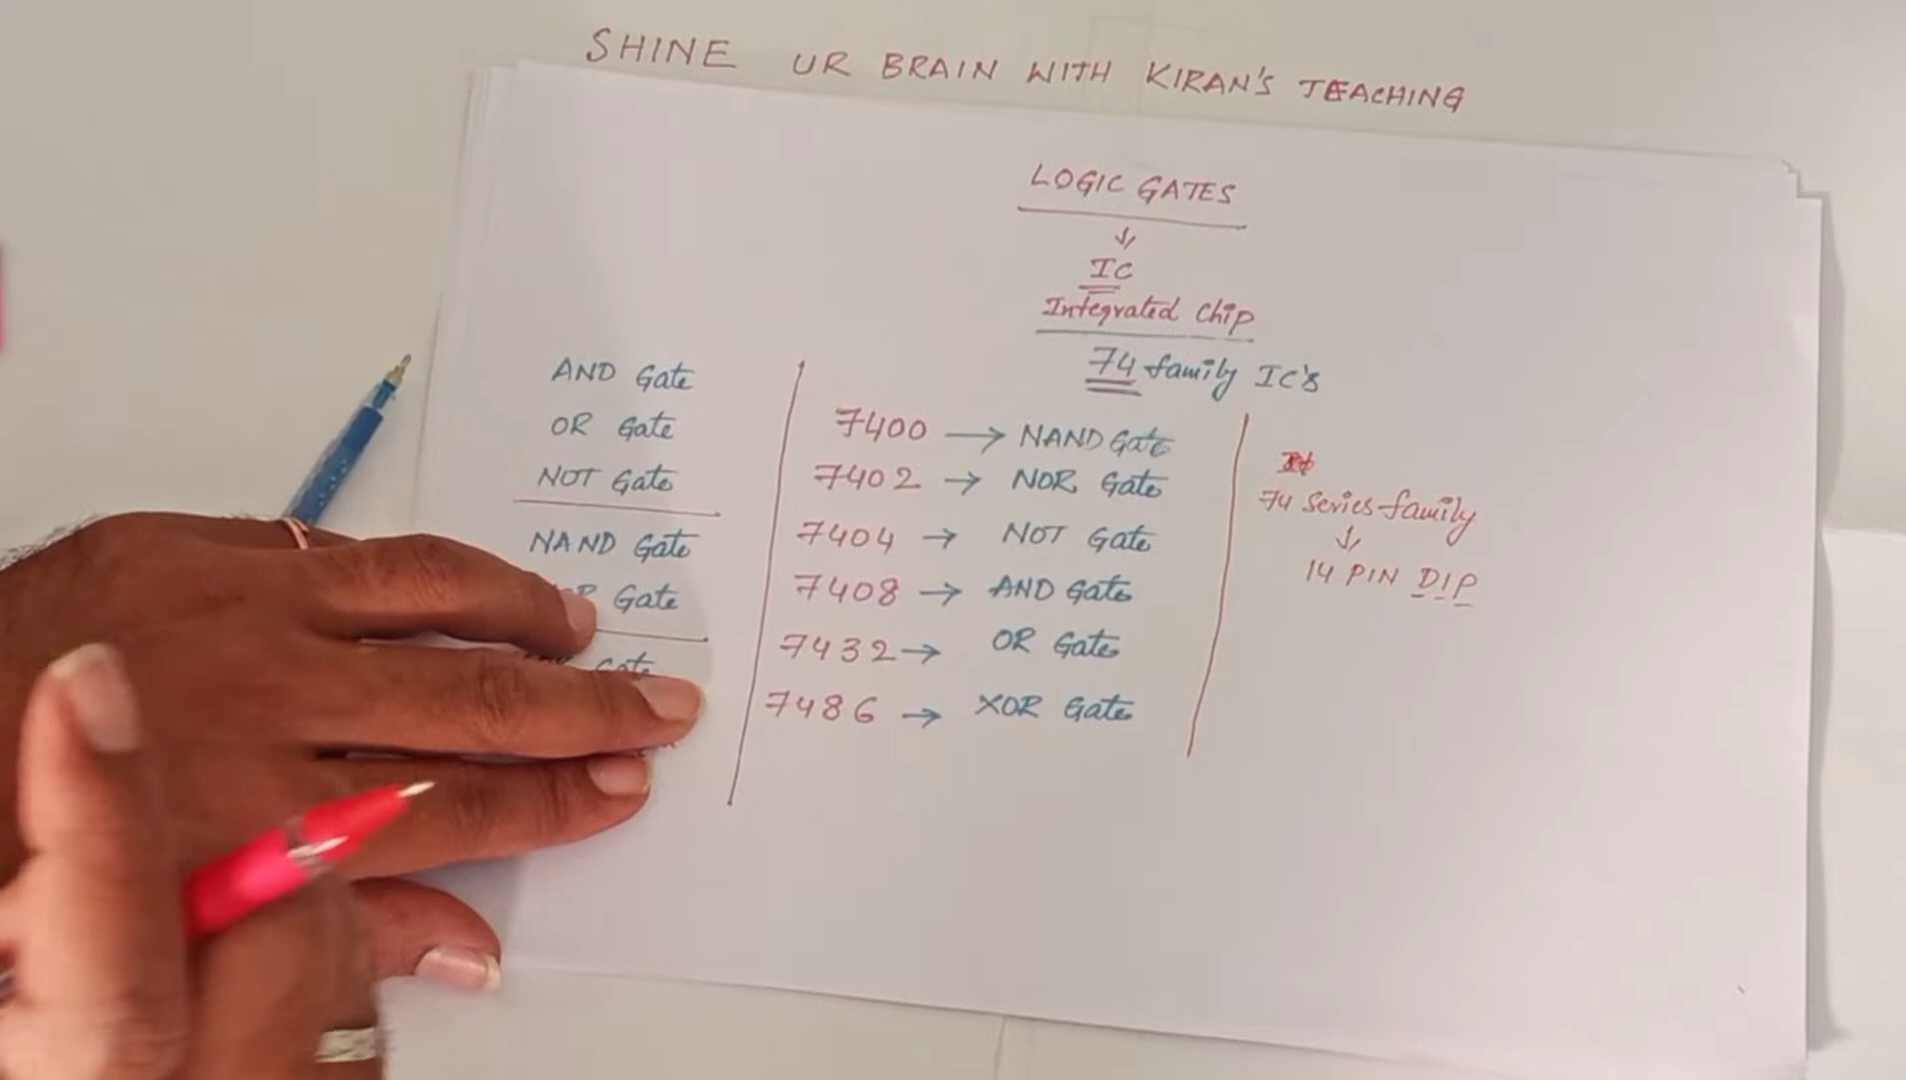 SHINE UR BRAIN WITH KIRAN'S TEACHING
LOGIC GATES
IC
Integrated Chip
74 family IC's
AND Gate
OR Gate
NOT Gate
NAND Gate
Gate
Gate
7400 → NAND Gate
7402 → NOR Gate
7404 → NOT Gate
7408 → AND Gate
7432 → OR Gate
7486 → XOR Gate
74 Series family
14 PIN DIP